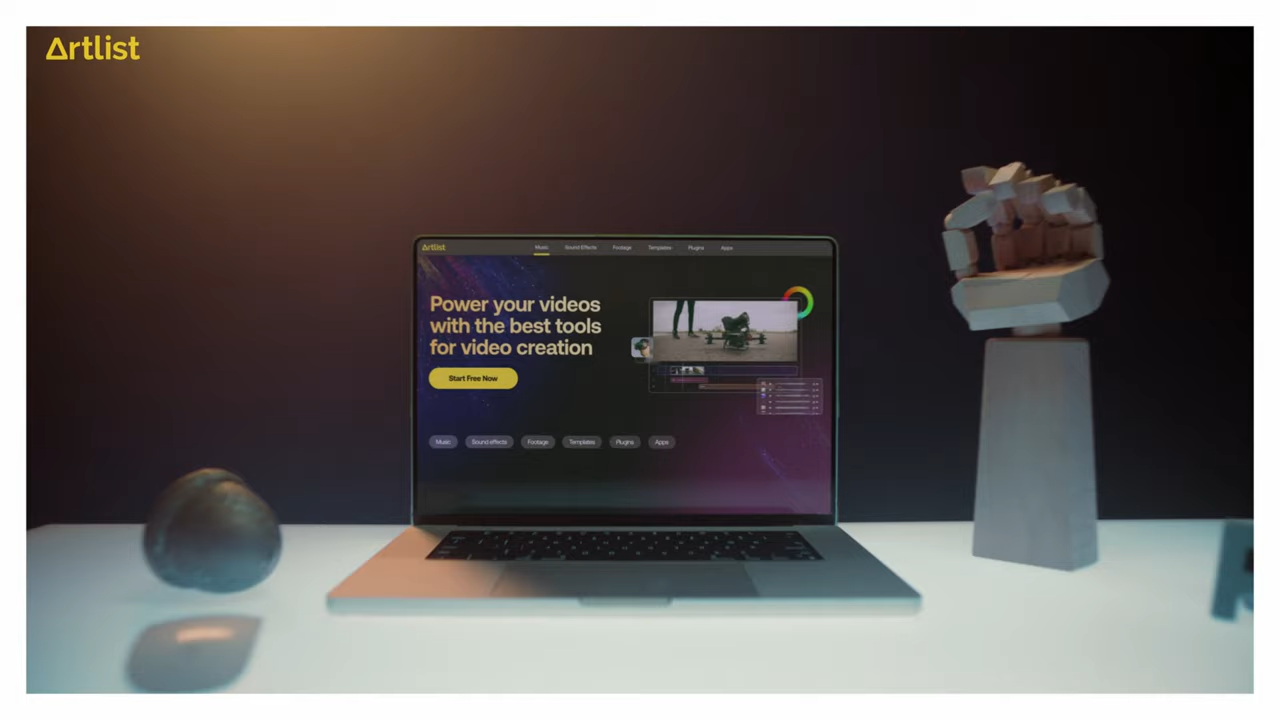 Artlist
Artlist
Music Sound Effects Footage Templates Plugins Apps
Power your videos
with the best tools
for video creation
Start Free Now
Music Sound effects Footage Templates Plugins Apps